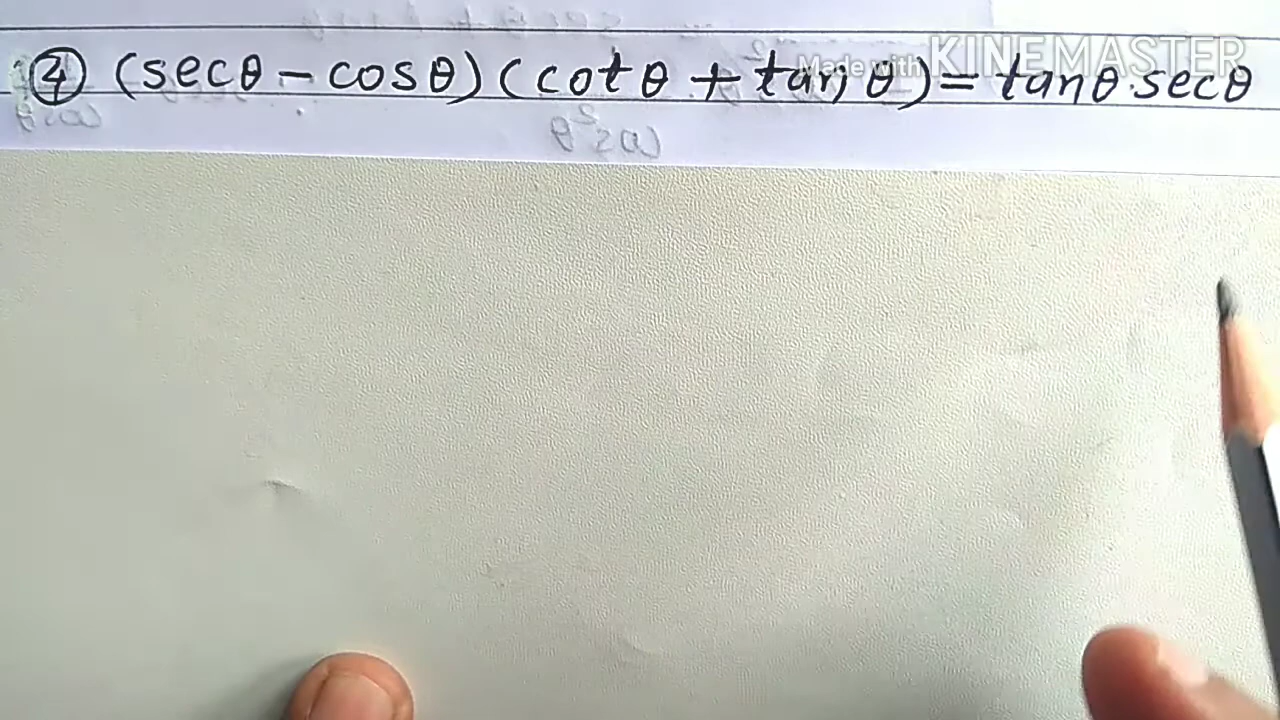 ④ (secθ − cosθ)(cotθ + tanθ) = tanθ.secθ
Made with KINEMASTER